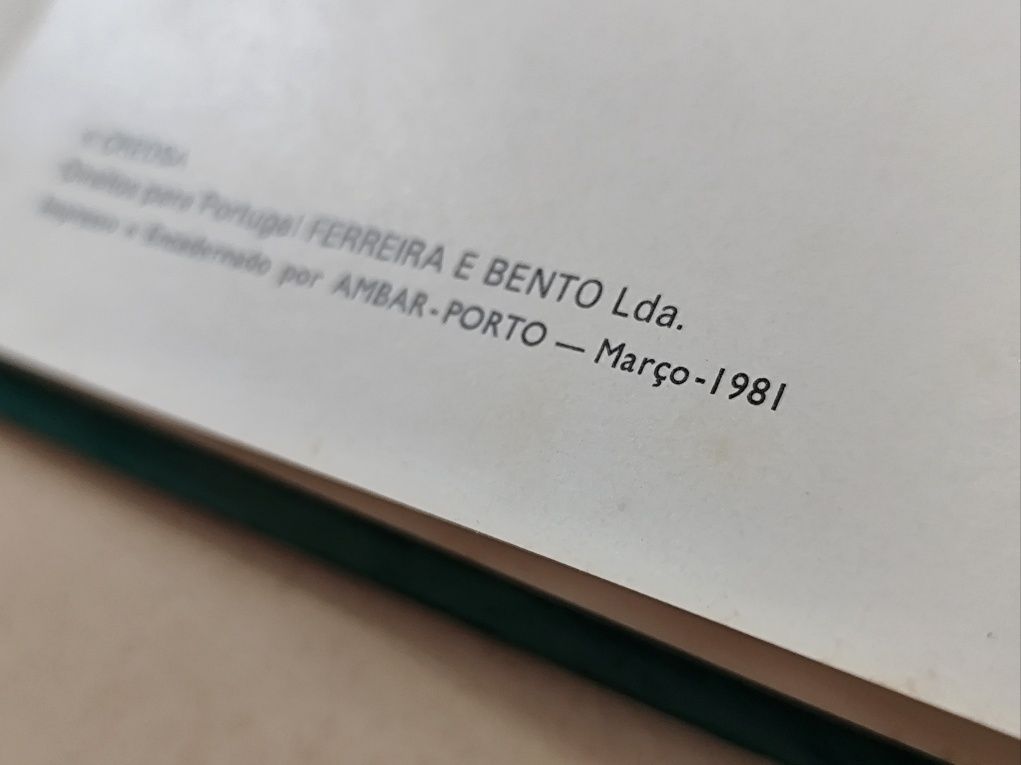 Direitos para Portugal FERREIRA E BENTO Lda.
Impresso e Encadernado por AMBAR-PORTO — Março-1981